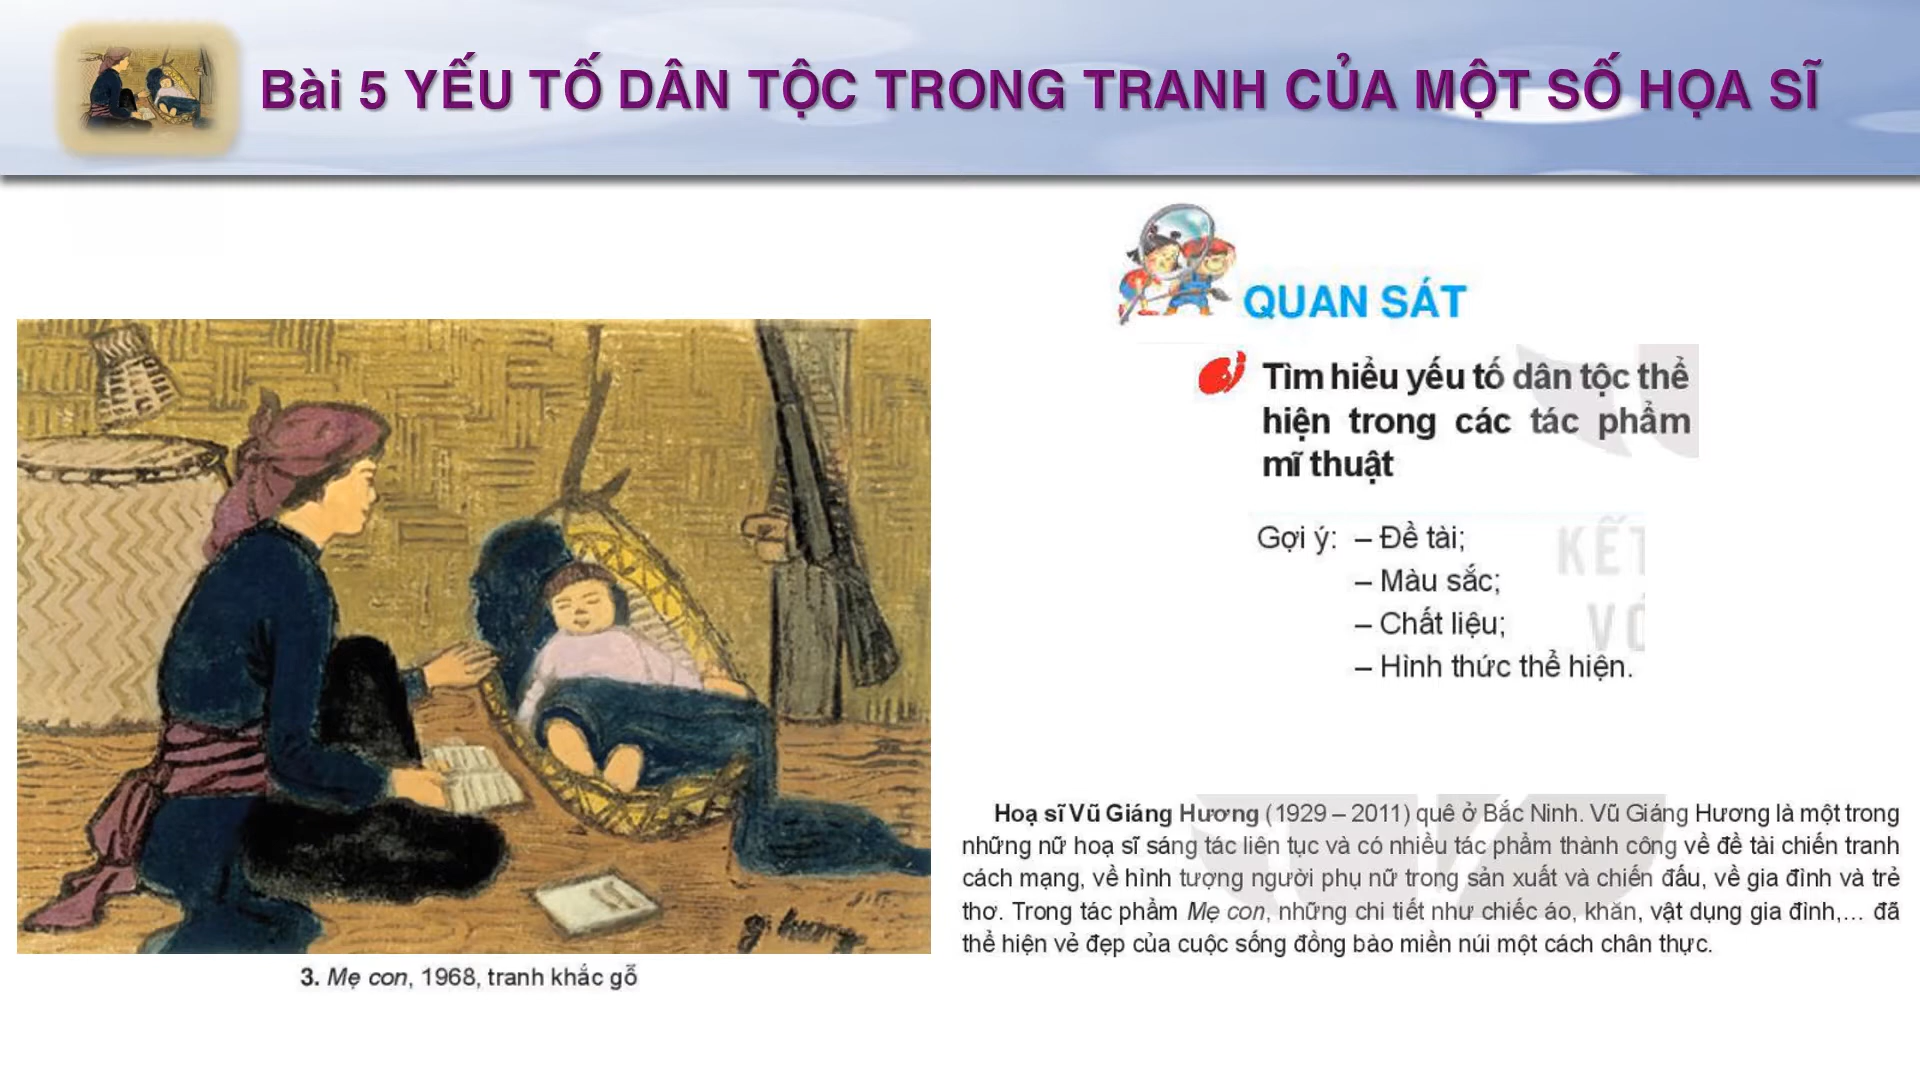 Bài 5 YẾU TỐ DÂN TỘC TRONG TRANH CỦA MỘT SỐ HỌA SĨ
QUAN SÁT
Tìm hiểu yếu tố dân tộc thể
hiện trong các tác phẩm
mĩ thuật
Gợi ý: – Đề tài;
– Màu sắc;
– Chất liệu;
– Hình thức thể hiện.
KẾT
Hoạ sĩ Vũ Giáng Hương (1929 – 2011) quê ở Bắc Ninh. Vũ Giáng Hương là một trong
những nữ hoạ sĩ sáng tác liên tục và có nhiều tác phẩm thành công về đề tài chiến tranh
cách mạng, về hình tượng người phụ nữ trong sản xuất và chiến đấu, về gia đình và trẻ
thơ. Trong tác phẩm Mẹ con, những chi tiết như chiếc áo, khăn, vật dụng gia đình,... đã
thể hiện vẻ đẹp của cuộc sống đồng bào miền núi một cách chân thực.
3. Mẹ con, 1968, tranh khắc gỗ